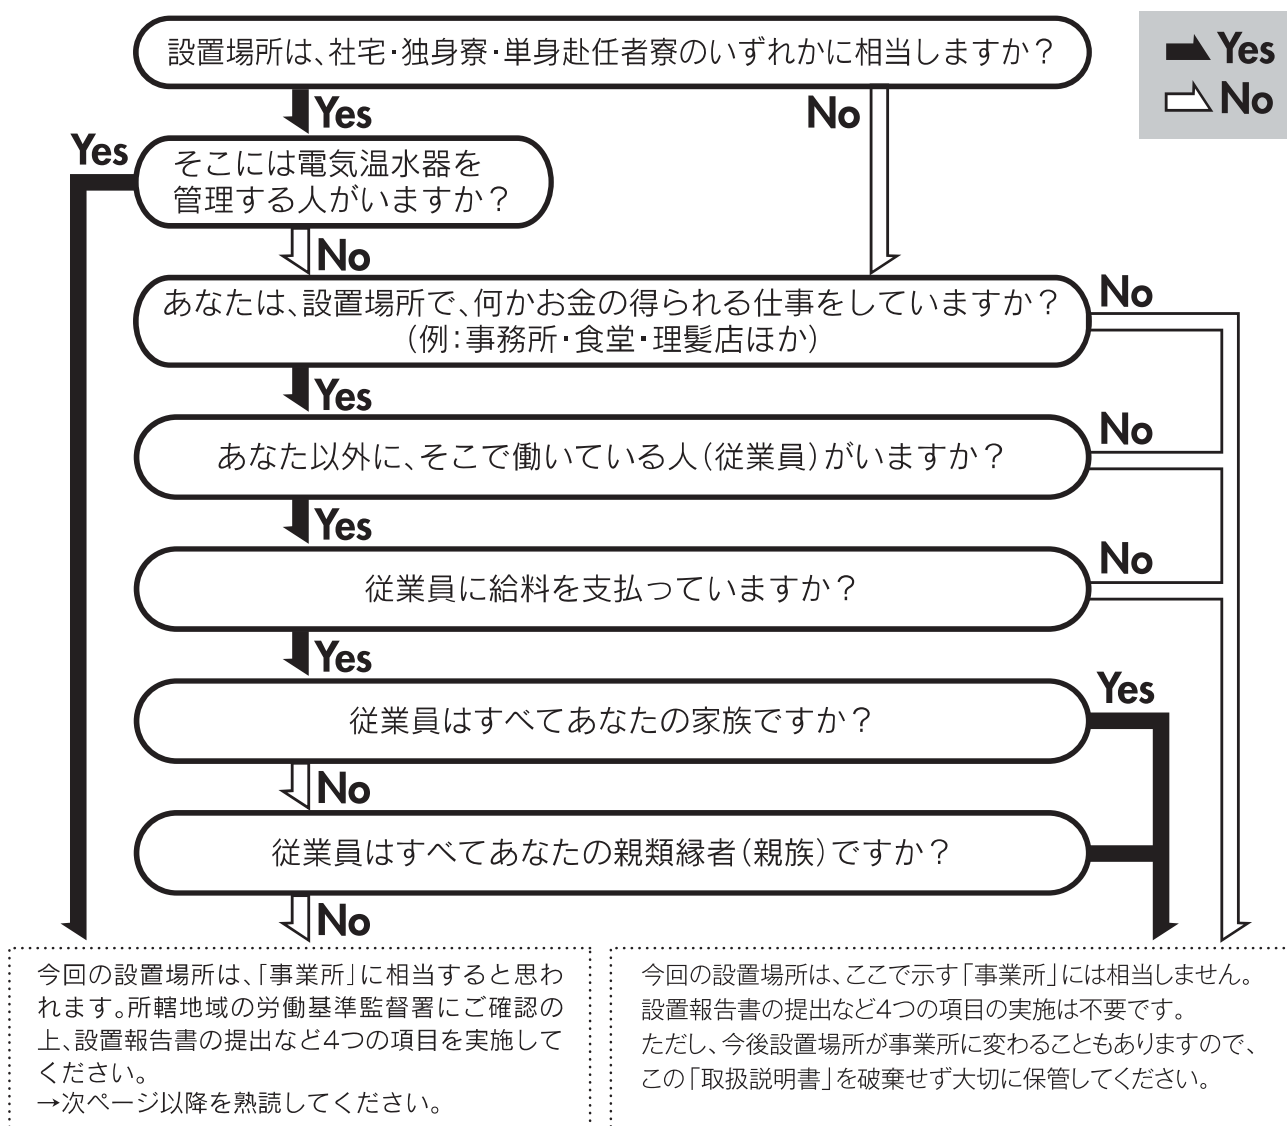 設置場所は、社宅・独身寮・単身赴任者寮のいずれかに相当しますか？
Yes
No
Yes
No
Yes
そこには電気温水器を
管理する人がいますか？
No
あなたは、設置場所で、何かお金の得られる仕事をしていますか？
（例：事務所・食堂・理髪店ほか）
No
Yes
あなた以外に、そこで働いている人（従業員）がいますか？
No
Yes
従業員に給料を支払っていますか？
No
Yes
従業員はすべてあなたの家族ですか？
Yes
No
従業員はすべてあなたの親類縁者（親族）ですか？
No
今回の設置場所は、「事業所」に相当すると思わ
れます。所轄地域の労働基準監督署にご確認の
上、設置報告書の提出など4つの項目を実施して
ください。
→次ページ以降を熟読してください。
今回の設置場所は、ここで示す「事業所」には相当しません。
設置報告書の提出など4つの項目の実施は不要です。
ただし、今後設置場所が事業所に変わることもありますので、
この「取扱説明書」を破棄せず大切に保管してください。